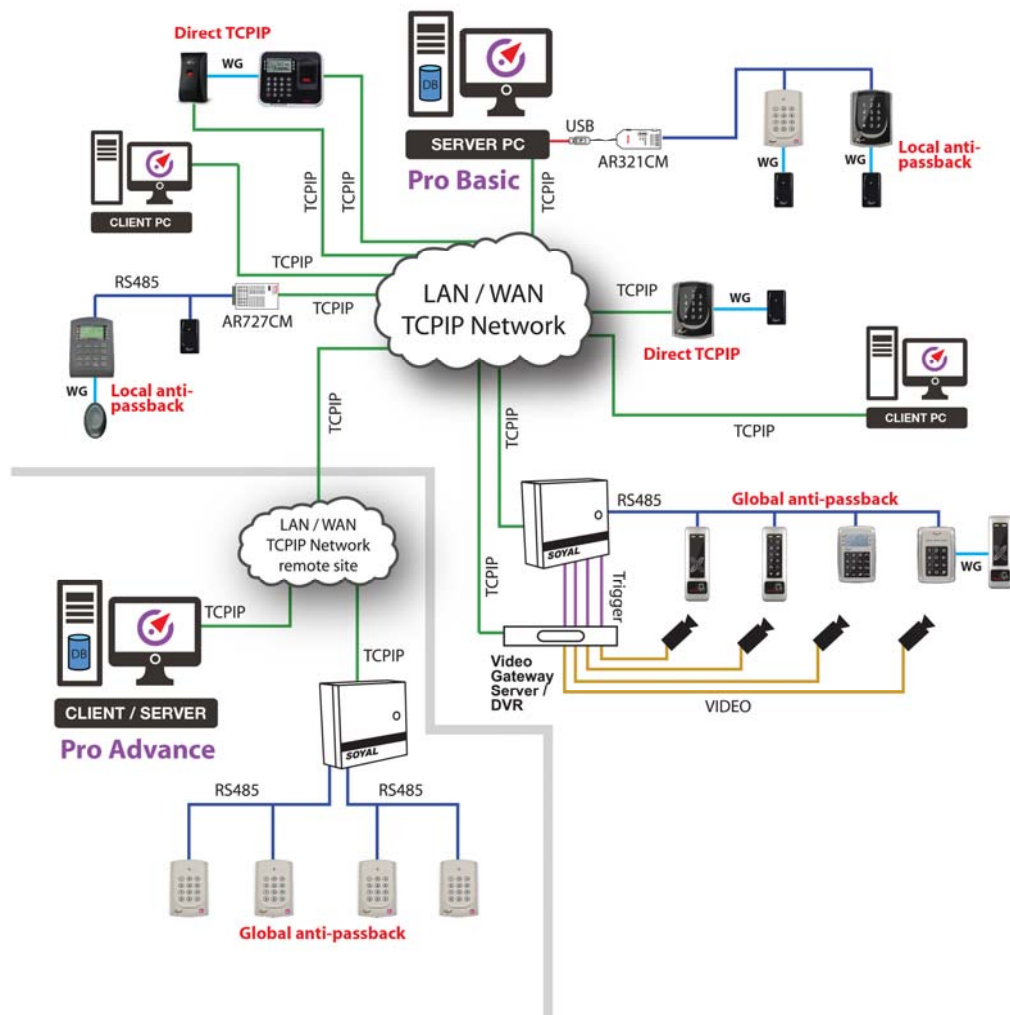 Direct TCPIP
WG
DB
SERVER PC
Pro Basic
USB
AR321CM
WG
WG
Local anti-
passback
CLIENT PC
TCPIP
TCPIP
TCPIP
TCPIP
RS485
AR727CM
TCPIP
LAN / WAN
TCPIP Network
TCPIP
WG
Direct TCPIP
WG
Local anti-
passback
CLIENT PC
TCPIP
TCPIP
TCPIP
LAN / WAN
TCPIP Network
remote site
SOYAL
RS485
Global anti-passback
WG
TCPIP
Trigger
DB
TCPIP
TCPIP
CLIENT / SERVER
Pro Advance
Video
Gateway
Server /
DVR
VIDEO
SOYAL
RS485
RS485
Global anti-passback